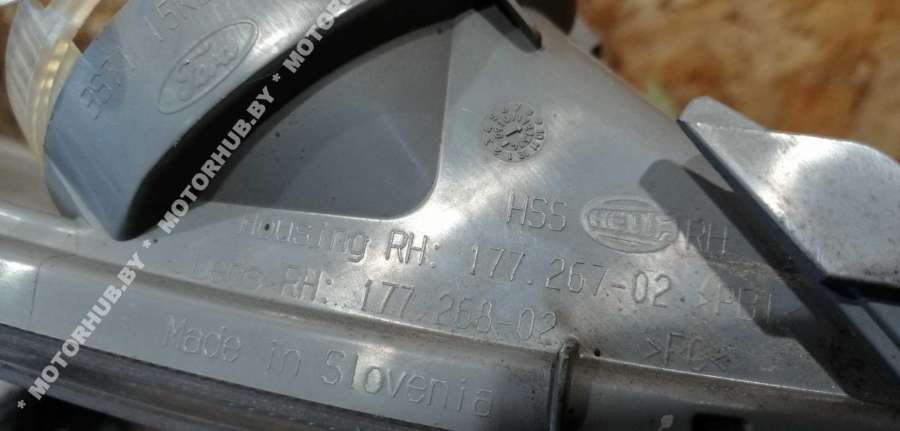 Ford
HSS HELLA RH
Housing RH: 177.267-02
Lens RH: 177.268-02
>PC<
Made in Slovenia
* MOTORHUB.BY * MOTORHUB.BY * MOTORHUB.BY *